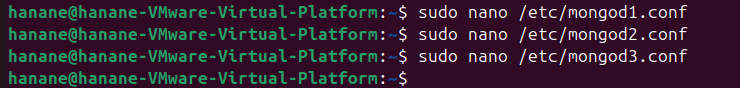 hanane@hanane-VMware-Virtual-Platform:~$ sudo nano /etc/mongod1.conf
hanane@hanane-VMware-Virtual-Platform:~$ sudo nano /etc/mongod2.conf
hanane@hanane-VMware-Virtual-Platform:~$ sudo nano /etc/mongod3.conf
hanane@hanane-VMware-Virtual-Platform:~$